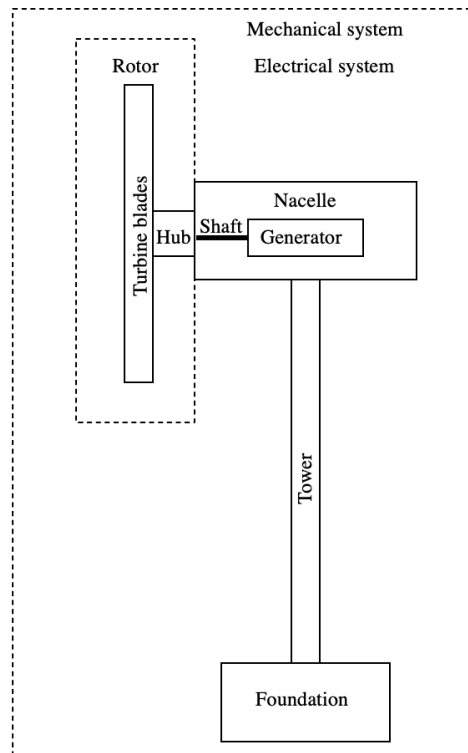 Mechanical system
Electrical system
Rotor
Turbine blades
Hub
Shaft
Nacelle
Generator
Tower
Foundation